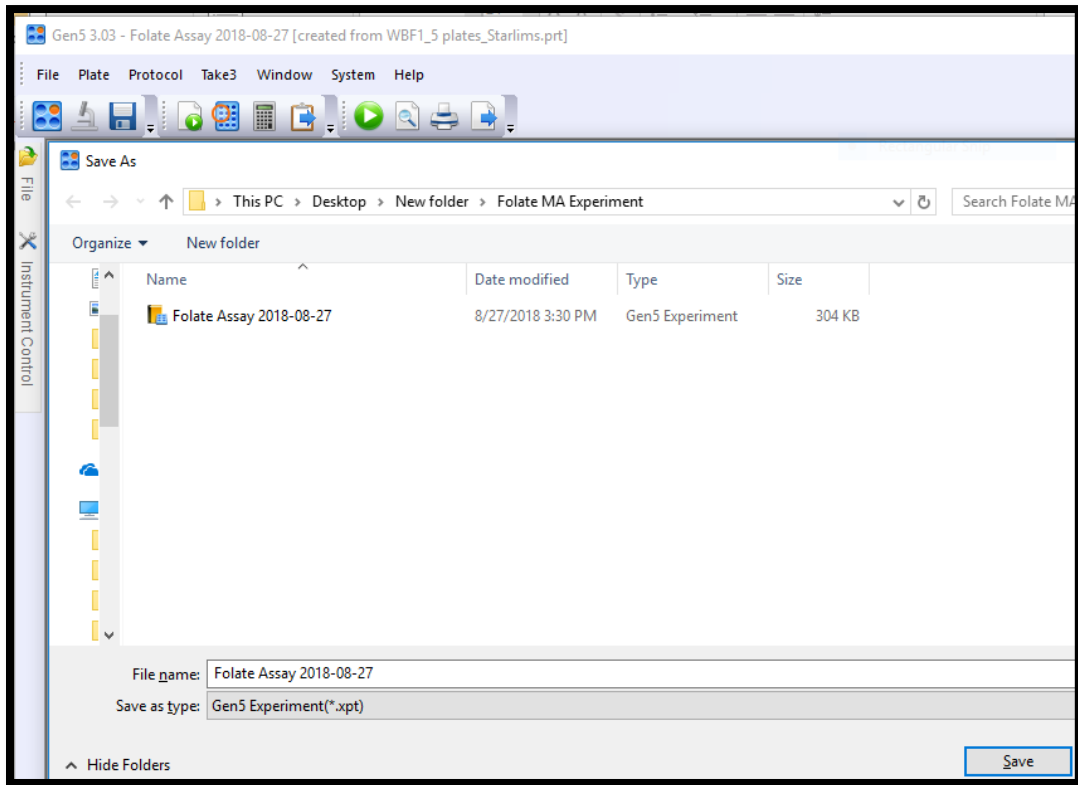 Gen5 3.03 - Folate Assay 2018-08-27 [created from WBF1_5 plates_Starlims.prt]
File Plate Protocol Take3 Window System Help
File
Instrument Control
Save As
Rectangular Snip
This PC > Desktop > New folder > Folate MA Experiment
Search Folate MA
Organize New folder
Name Date modified Type Size
Folate Assay 2018-08-27 8/27/2018 3:30 PM Gen5 Experiment 304 KB
File name: Folate Assay 2018-08-27
Save as type: Gen5 Experiment(*.xpt)
Hide Folders Save